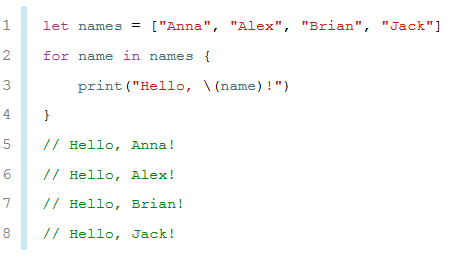 1 let names = ["Anna", "Alex", "Brian", "Jack"]
2 for name in names {
3     print("Hello, \(name)!")
4 }
5 // Hello, Anna!
6 // Hello, Alex!
7 // Hello, Brian!
8 // Hello, Jack!